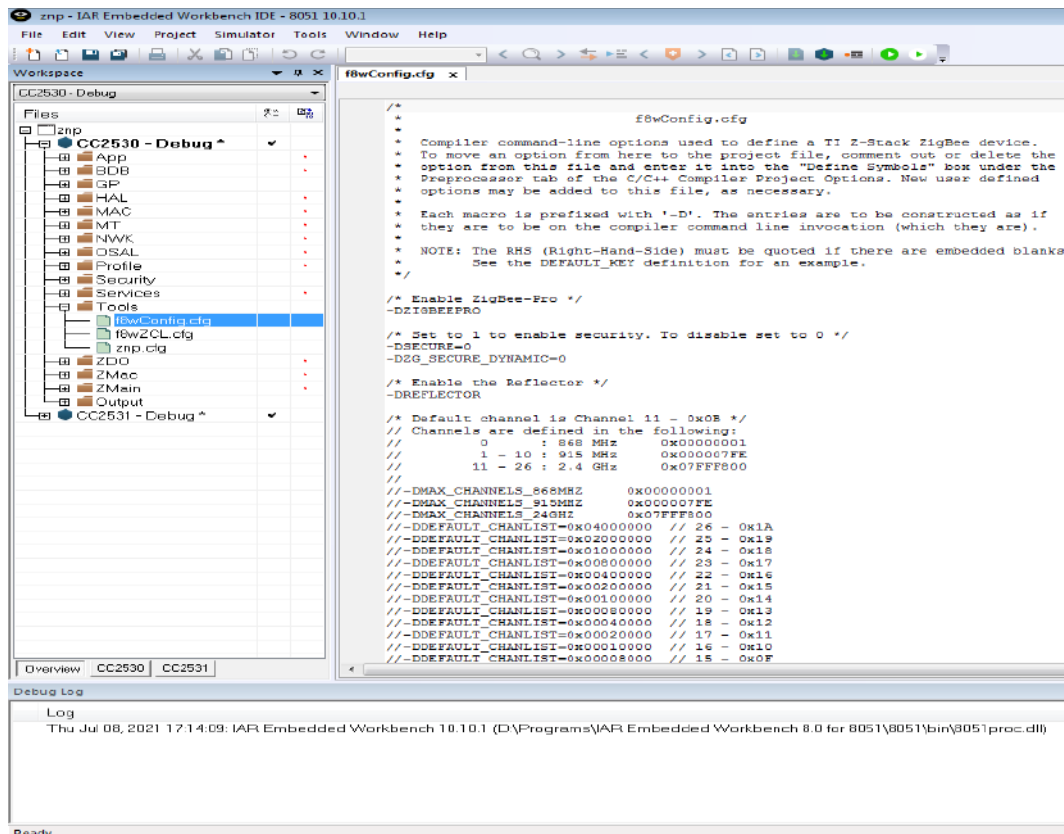 znp - IAR Embedded Workbench IDE - 8051 10.10.1
File Edit View Project Simulator Tools Window Help
Workspace
CC2530 - Debug
Files
znp
CC2530 - Debug *
App
BDB
GP
HAL
MAC
MT
NWK
OSAL
Profile
Security
Services
Tools
f8wConfig.cfg
f8wZCL.cfg
znp.cfg
ZDO
ZMac
ZMain
Output
CC2531 - Debug *
Overview CC2530 CC2531
f8wConfig.cfg x
/*
* f8wConfig.cfg
*
* Compiler command-line options used to define a TI Z-Stack ZigBee device.
* To move an option from here to the project file, comment out or delete the
* option from this file and enter it into the "Define Symbols" box under the
* Preprocessor tab of the C/C++ Compiler Project Options. New user defined
* options may be added to this file, as necessary.
*
* Each macro is prefixed with '-D'. The entries are to be constructed as if
* they are to be on the compiler command line invocation (which they are).
*
* NOTE: The RHS (Right-Hand-Side) must be quoted if there are embedded blanks
* See the DEFAULT_KEY definition for an example.
*/
/* Enable ZigBee-Pro */
-DZIGBEEPRO
/* Set to 1 to enable security. To disable set to 0 */
-DSECURE=0
-DZG_SECURE_DYNAMIC=0
/* Enable the Reflector */
-DREFLECTOR
/* Default channel is Channel 11 - 0x0B */
// Channels are defined in the following:
// 0 : 868 MHz 0x00000001
// 1 - 10 : 915 MHz 0x000007FE
// 11 - 26 : 2.4 GHz 0x07FFF800
//
//-DMAX_CHANNELS_868MHZ 0x00000001
//-DMAX_CHANNELS_915MHZ 0x000007FE
//-DMAX_CHANNELS_24GHZ 0x07FFF800
//-DDEFAULT_CHANLIST=0x04000000 // 26 - 0x1A
//-DDEFAULT_CHANLIST=0x02000000 // 25 - 0x19
//-DDEFAULT_CHANLIST=0x01000000 // 24 - 0x18
//-DDEFAULT_CHANLIST=0x00800000 // 23 - 0x17
//-DDEFAULT_CHANLIST=0x00400000 // 22 - 0x16
//-DDEFAULT_CHANLIST=0x00200000 // 21 - 0x15
//-DDEFAULT_CHANLIST=0x00100000 // 20 - 0x14
//-DDEFAULT_CHANLIST=0x00080000 // 19 - 0x13
//-DDEFAULT_CHANLIST=0x00040000 // 18 - 0x12
//-DDEFAULT_CHANLIST=0x00020000 // 17 - 0x11
//-DDEFAULT_CHANLIST=0x00010000 // 16 - 0x10
//-DDEFAULT_CHANLIST=0x00008000 // 15 - 0x0F
Debug Log
Log
Thu Jul 08, 2021 17:14:09: IAR Embedded Workbench 10.10.1 (D:\Programs\IAR Embedded Workbench 8.0 for 8051\8051\bin\8051proc.dll)
Ready